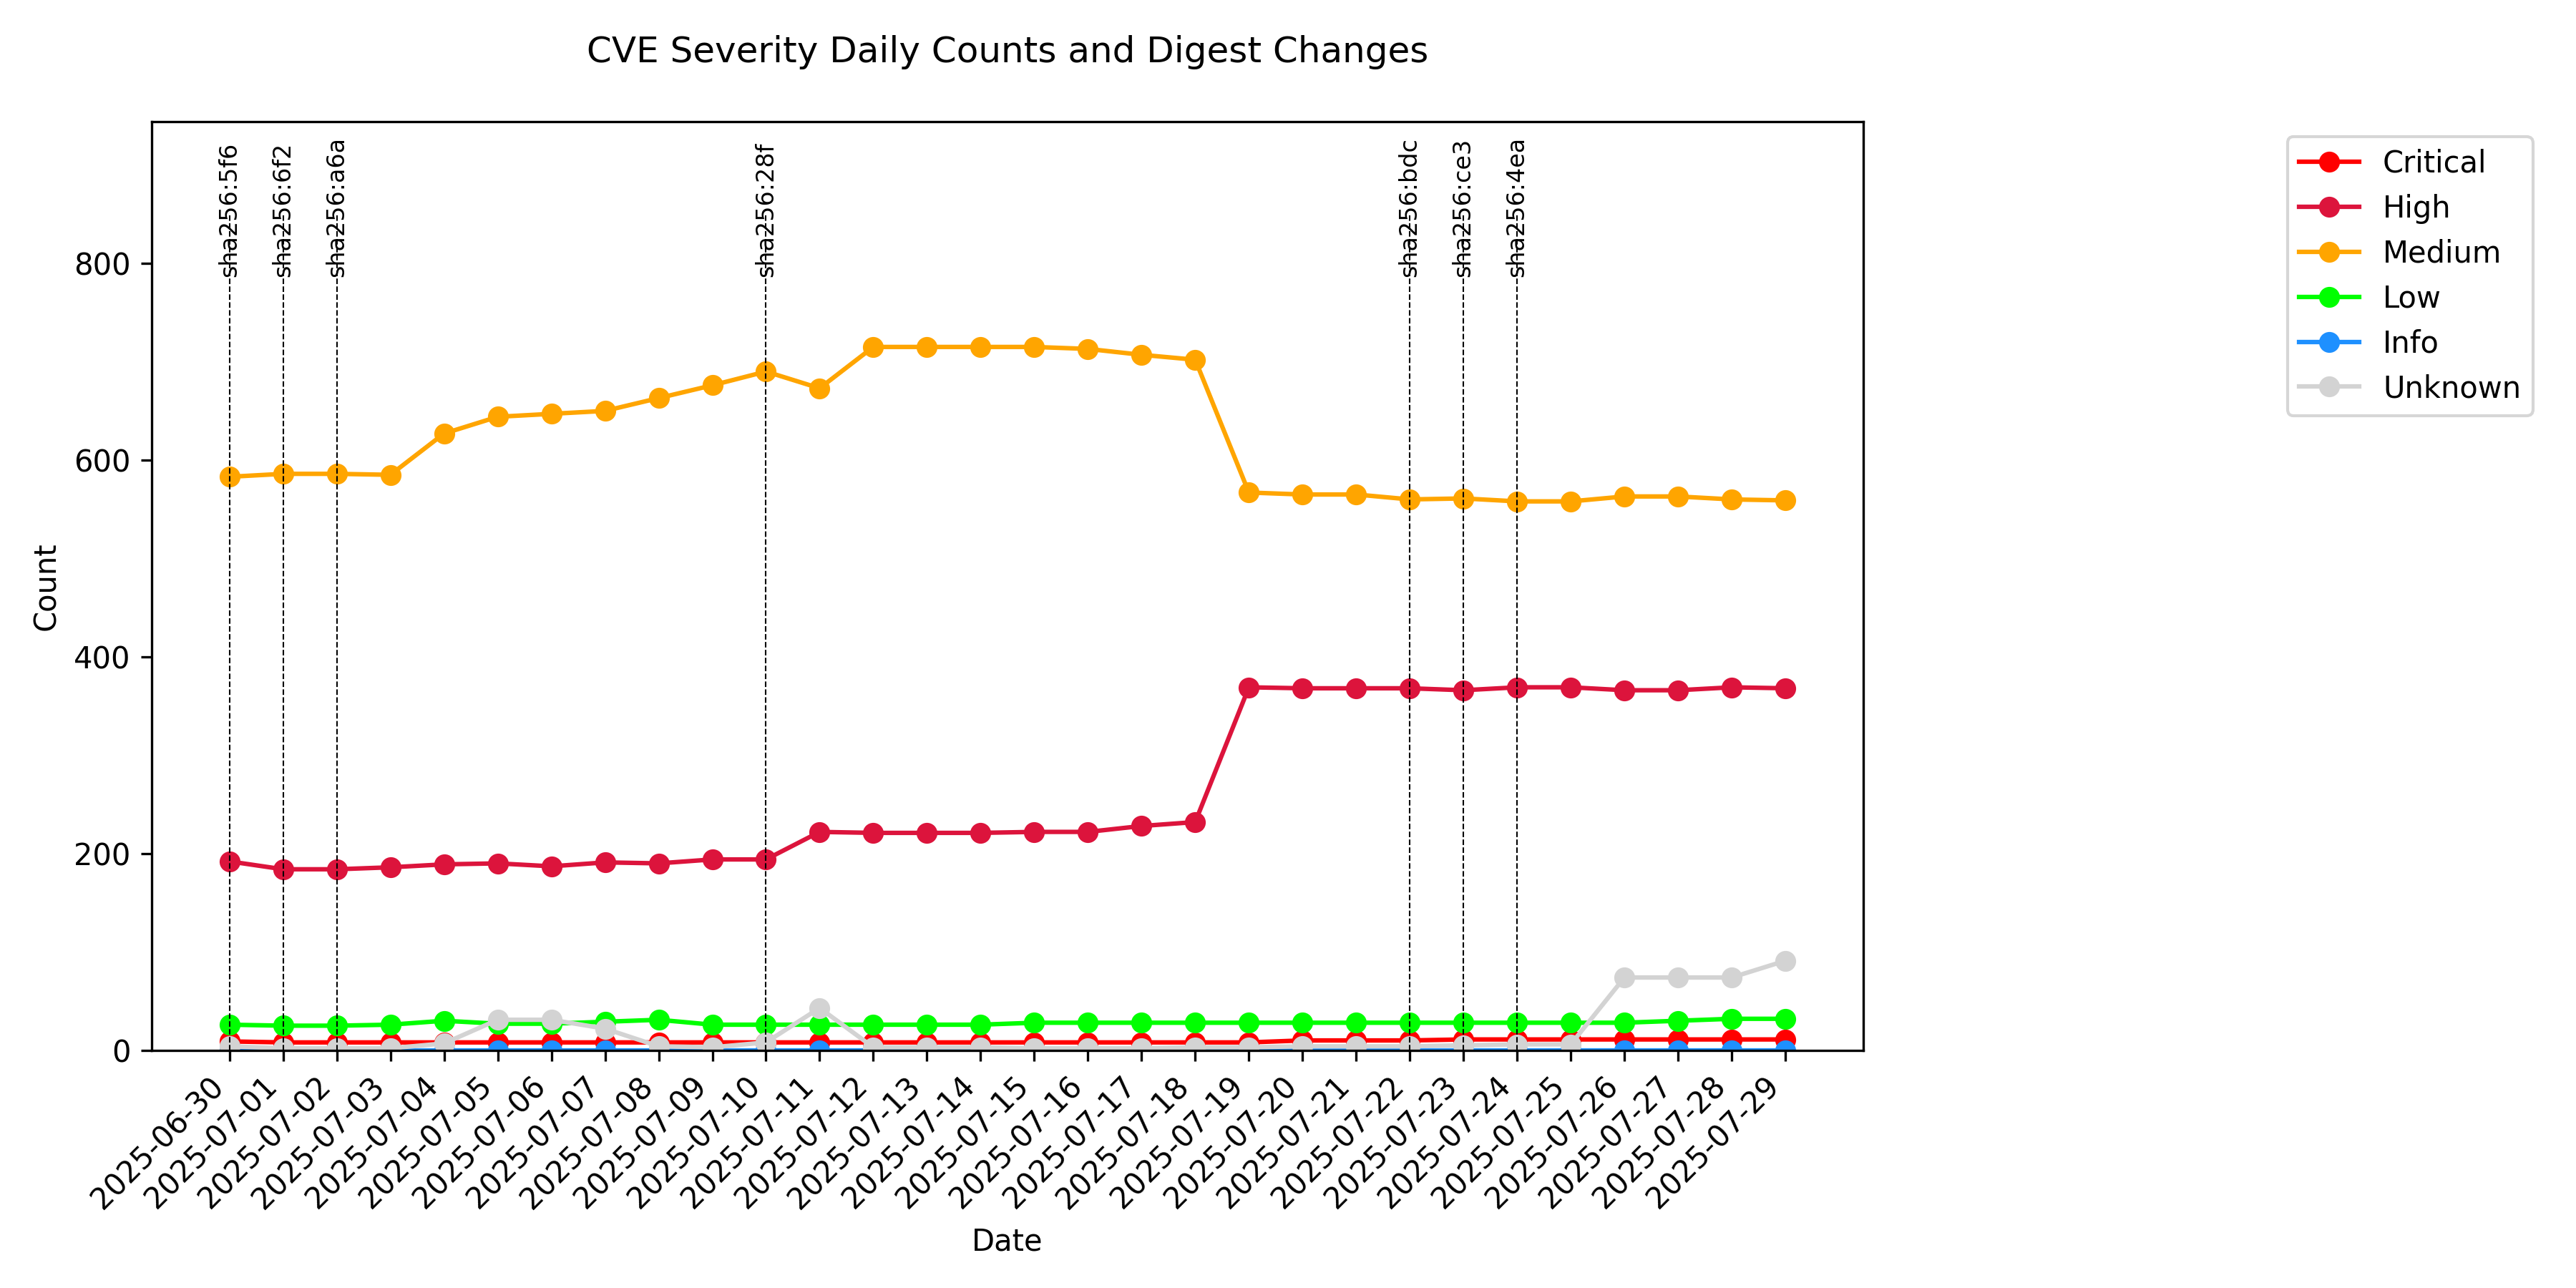 CVE Severity Daily Counts and Digest Changes
sha256:5f6
sha256:6f2
sha256:a6a
sha256:28f
sha256:bdc
sha256:ce3
sha256:4ea
Critical
High
Medium
Low
Info
Unknown
800
600
400
200
0
Count
2025-06-30
2025-07-01
2025-07-02
2025-07-03
2025-07-04
2025-07-05
2025-07-06
2025-07-07
2025-07-08
2025-07-09
2025-07-10
2025-07-11
2025-07-12
2025-07-13
2025-07-14
2025-07-15
2025-07-16
2025-07-17
2025-07-18
2025-07-19
2025-07-20
2025-07-21
2025-07-22
2025-07-23
2025-07-24
2025-07-25
2025-07-26
2025-07-27
2025-07-28
2025-07-29
Date